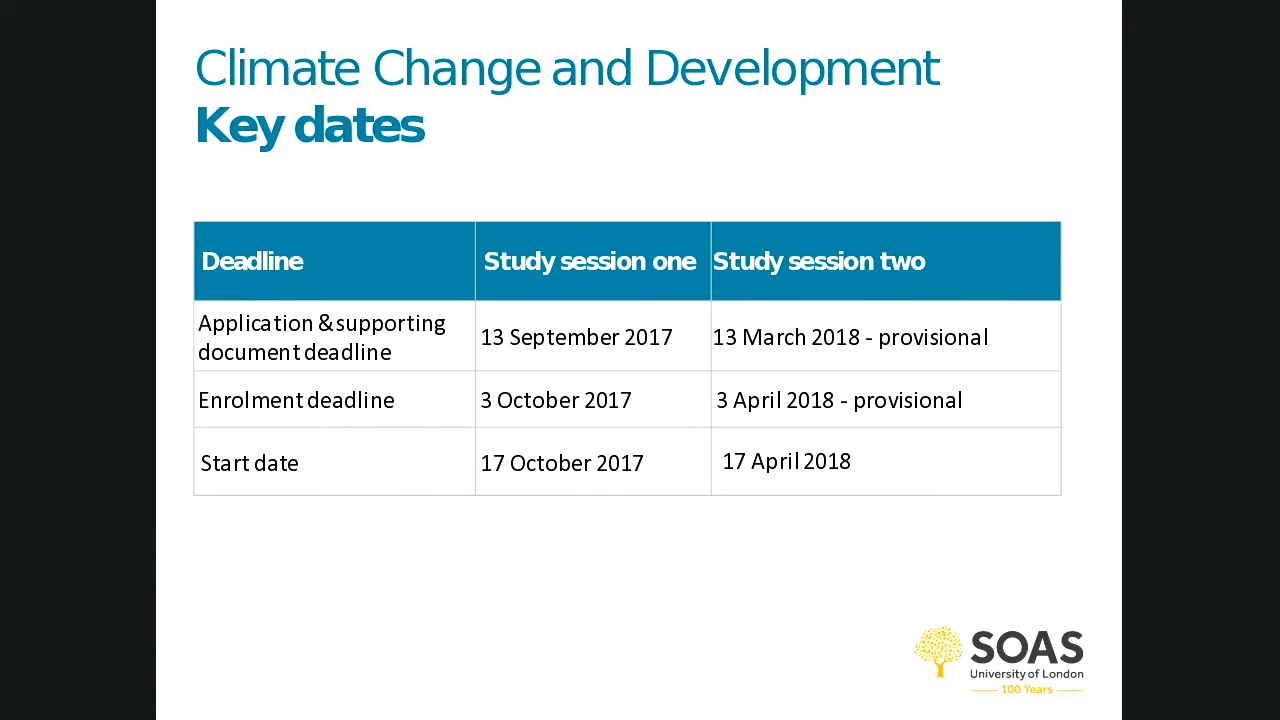 Climate Change and Development
Key dates
Deadline Study session one Study session two
Application & supporting
document deadline 13 September 2017 13 March 2018 - provisional
Enrolment deadline 3 October 2017 3 April 2018 - provisional
Start date 17 October 2017 17 April 2018
SOAS
University of London
100 Years